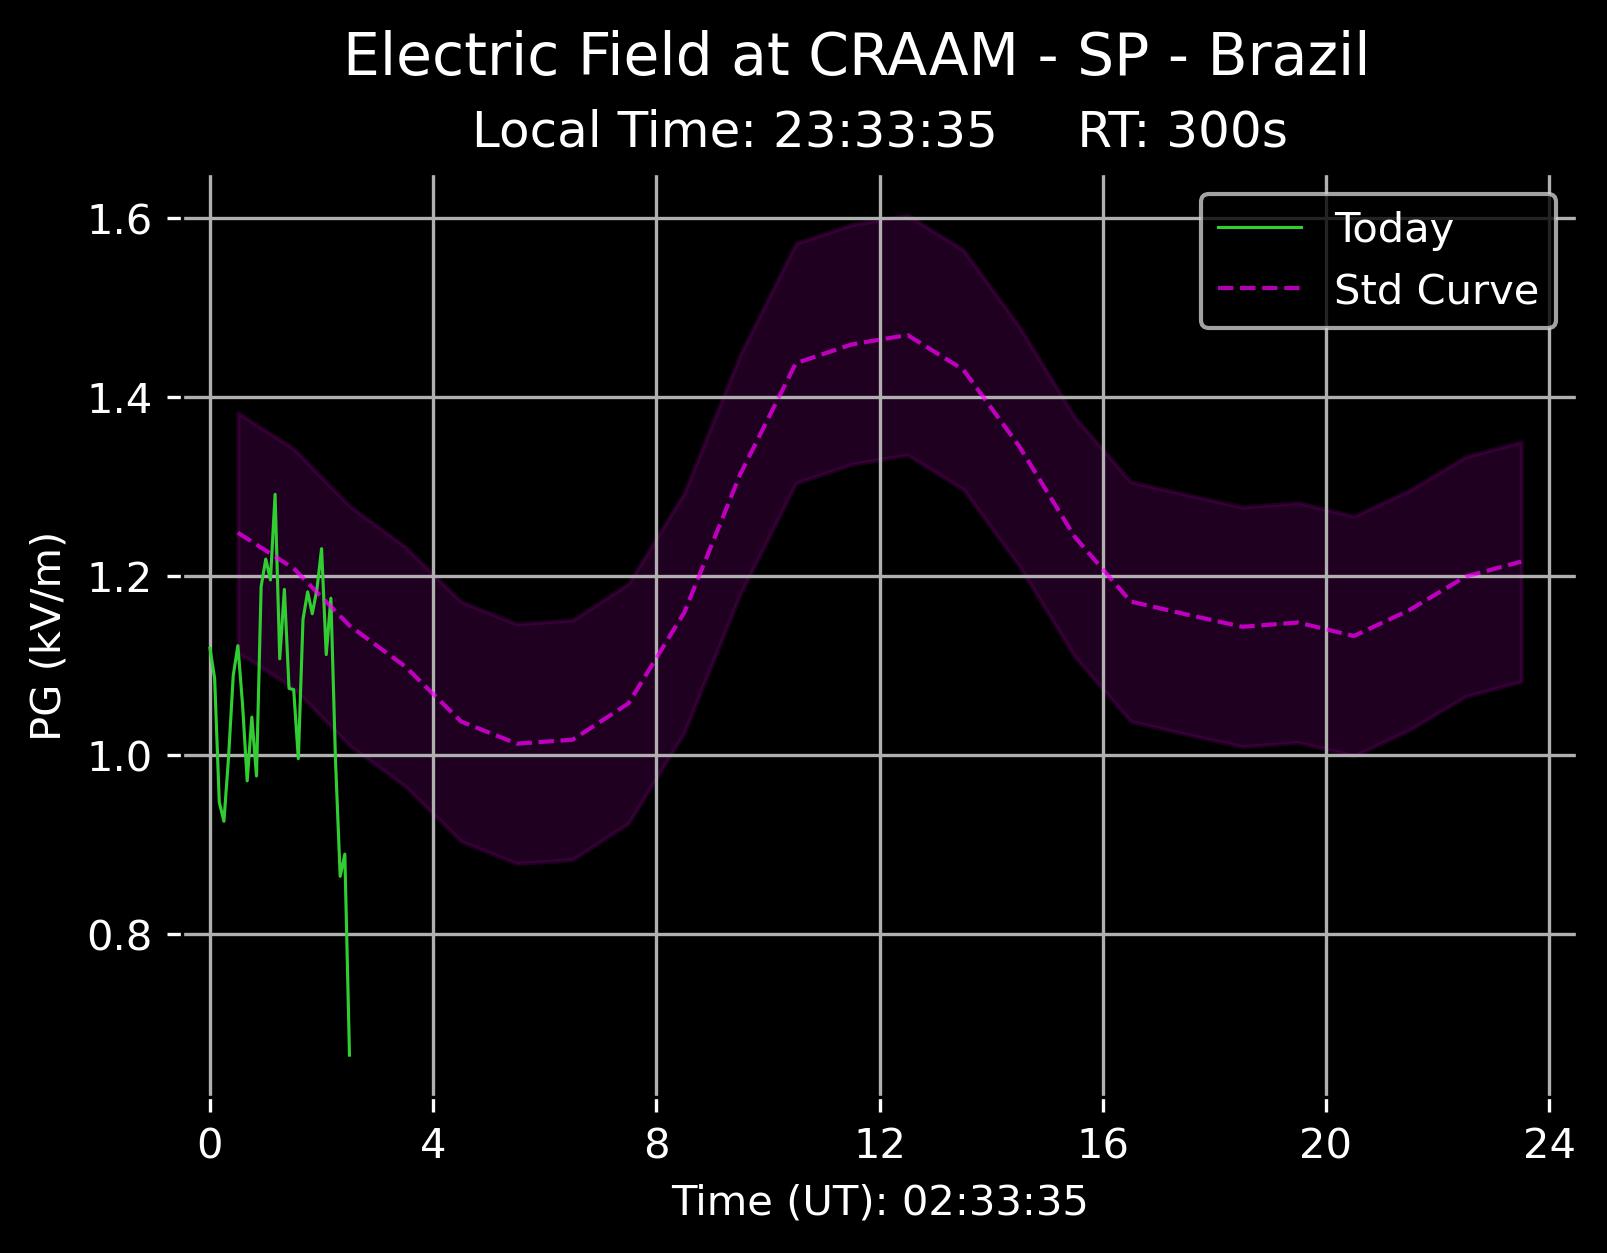 Electric Field at CRAAM - SP - Brazil
Local Time: 23:33:35 RT: 300s
Today
Std Curve
1.6
1.4
1.2
1.0
0.8
PG (kV/m)
0 4 8 12 16 20 24
Time (UT): 02:33:35